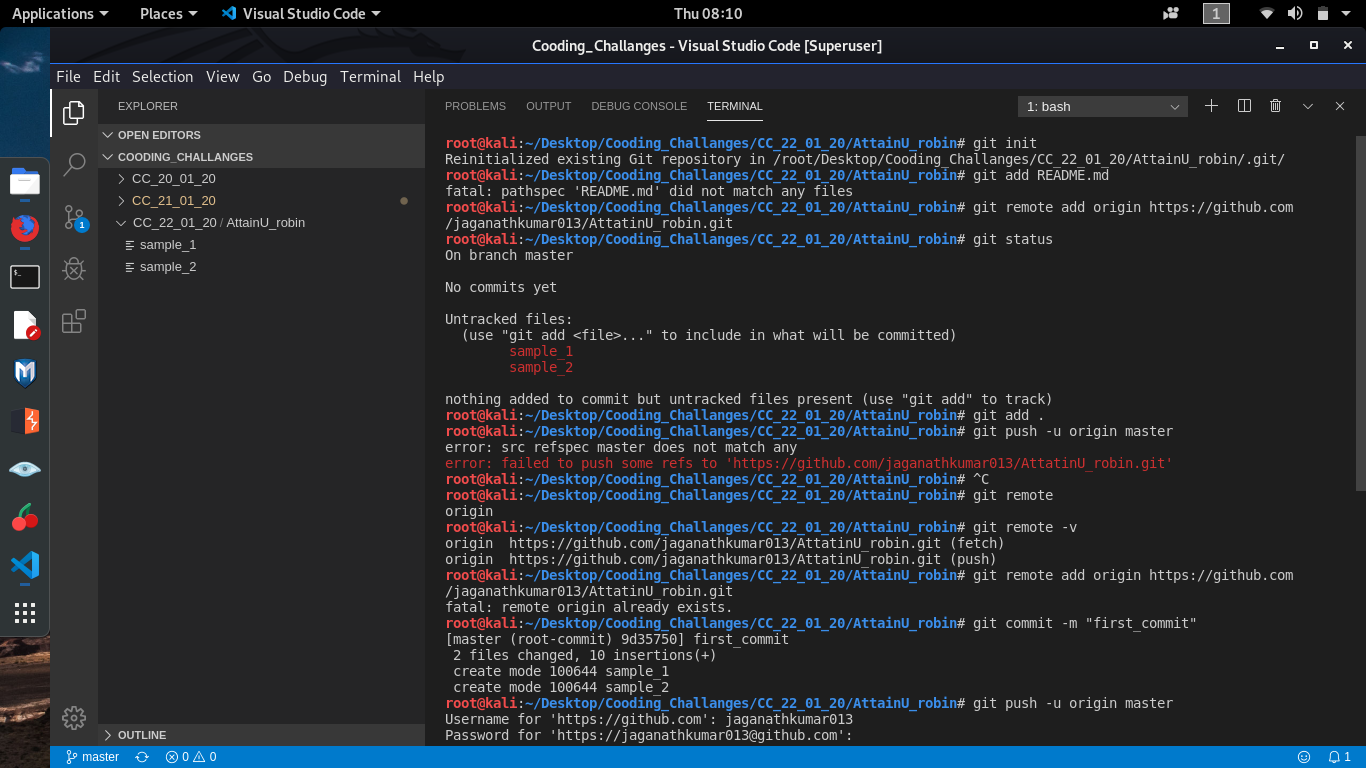 Applications Places Visual Studio Code Thu 08:10 1
Cooding_Challanges - Visual Studio Code [Superuser]
File Edit Selection View Go Debug Terminal Help
EXPLORER
OPEN EDITORS
COODING_CHALLANGES
CC_20_01_20
CC_21_01_20
CC_22_01_20 / AttainU_robin
sample_1
sample_2
OUTLINE
1
PROBLEMS OUTPUT DEBUG CONSOLE TERMINAL 1: bash
root@kali:~/Desktop/Cooding_Challanges/CC_22_01_20/AttainU_robin# git init
Reinitialized existing Git repository in /root/Desktop/Cooding_Challanges/CC_22_01_20/AttainU_robin/.git/
root@kali:~/Desktop/Cooding_Challanges/CC_22_01_20/AttainU_robin# git add README.md
fatal: pathspec 'README.md' did not match any files
root@kali:~/Desktop/Cooding_Challanges/CC_22_01_20/AttainU_robin# git remote add origin https://github.com
/jaganathkumar013/AttatinU_robin.git
root@kali:~/Desktop/Cooding_Challanges/CC_22_01_20/AttainU_robin# git status
On branch master
No commits yet
Untracked files:
(use "git add <file>..." to include in what will be committed)
sample_1
sample_2
nothing added to commit but untracked files present (use "git add" to track)
root@kali:~/Desktop/Cooding_Challanges/CC_22_01_20/AttainU_robin# git add .
root@kali:~/Desktop/Cooding_Challanges/CC_22_01_20/AttainU_robin# git push -u origin master
error: src refspec master does not match any
error: failed to push some refs to 'https://github.com/jaganathkumar013/AttatinU_robin.git'
root@kali:~/Desktop/Cooding_Challanges/CC_22_01_20/AttainU_robin# ^C
root@kali:~/Desktop/Cooding_Challanges/CC_22_01_20/AttainU_robin# git remote
origin
root@kali:~/Desktop/Cooding_Challanges/CC_22_01_20/AttainU_robin# git remote -v
origin https://github.com/jaganathkumar013/AttatinU_robin.git (fetch)
origin https://github.com/jaganathkumar013/AttatinU_robin.git (push)
root@kali:~/Desktop/Cooding_Challanges/CC_22_01_20/AttainU_robin# git remote add origin https://github.com
/jaganathkumar013/AttatinU_robin.git
fatal: remote origin already exists.
root@kali:~/Desktop/Cooding_Challanges/CC_22_01_20/AttainU_robin# git commit -m "first_commit"
[master (root-commit) 9d35750] first_commit
2 files changed, 10 insertions(+)
create mode 100644 sample_1
create mode 100644 sample_2
root@kali:~/Desktop/Cooding_Challanges/CC_22_01_20/AttainU_robin# git push -u origin master
Username for 'https://github.com': jaganathkumar013
Password for 'https://jaganathkumar013@github.com':
master 0 0 1